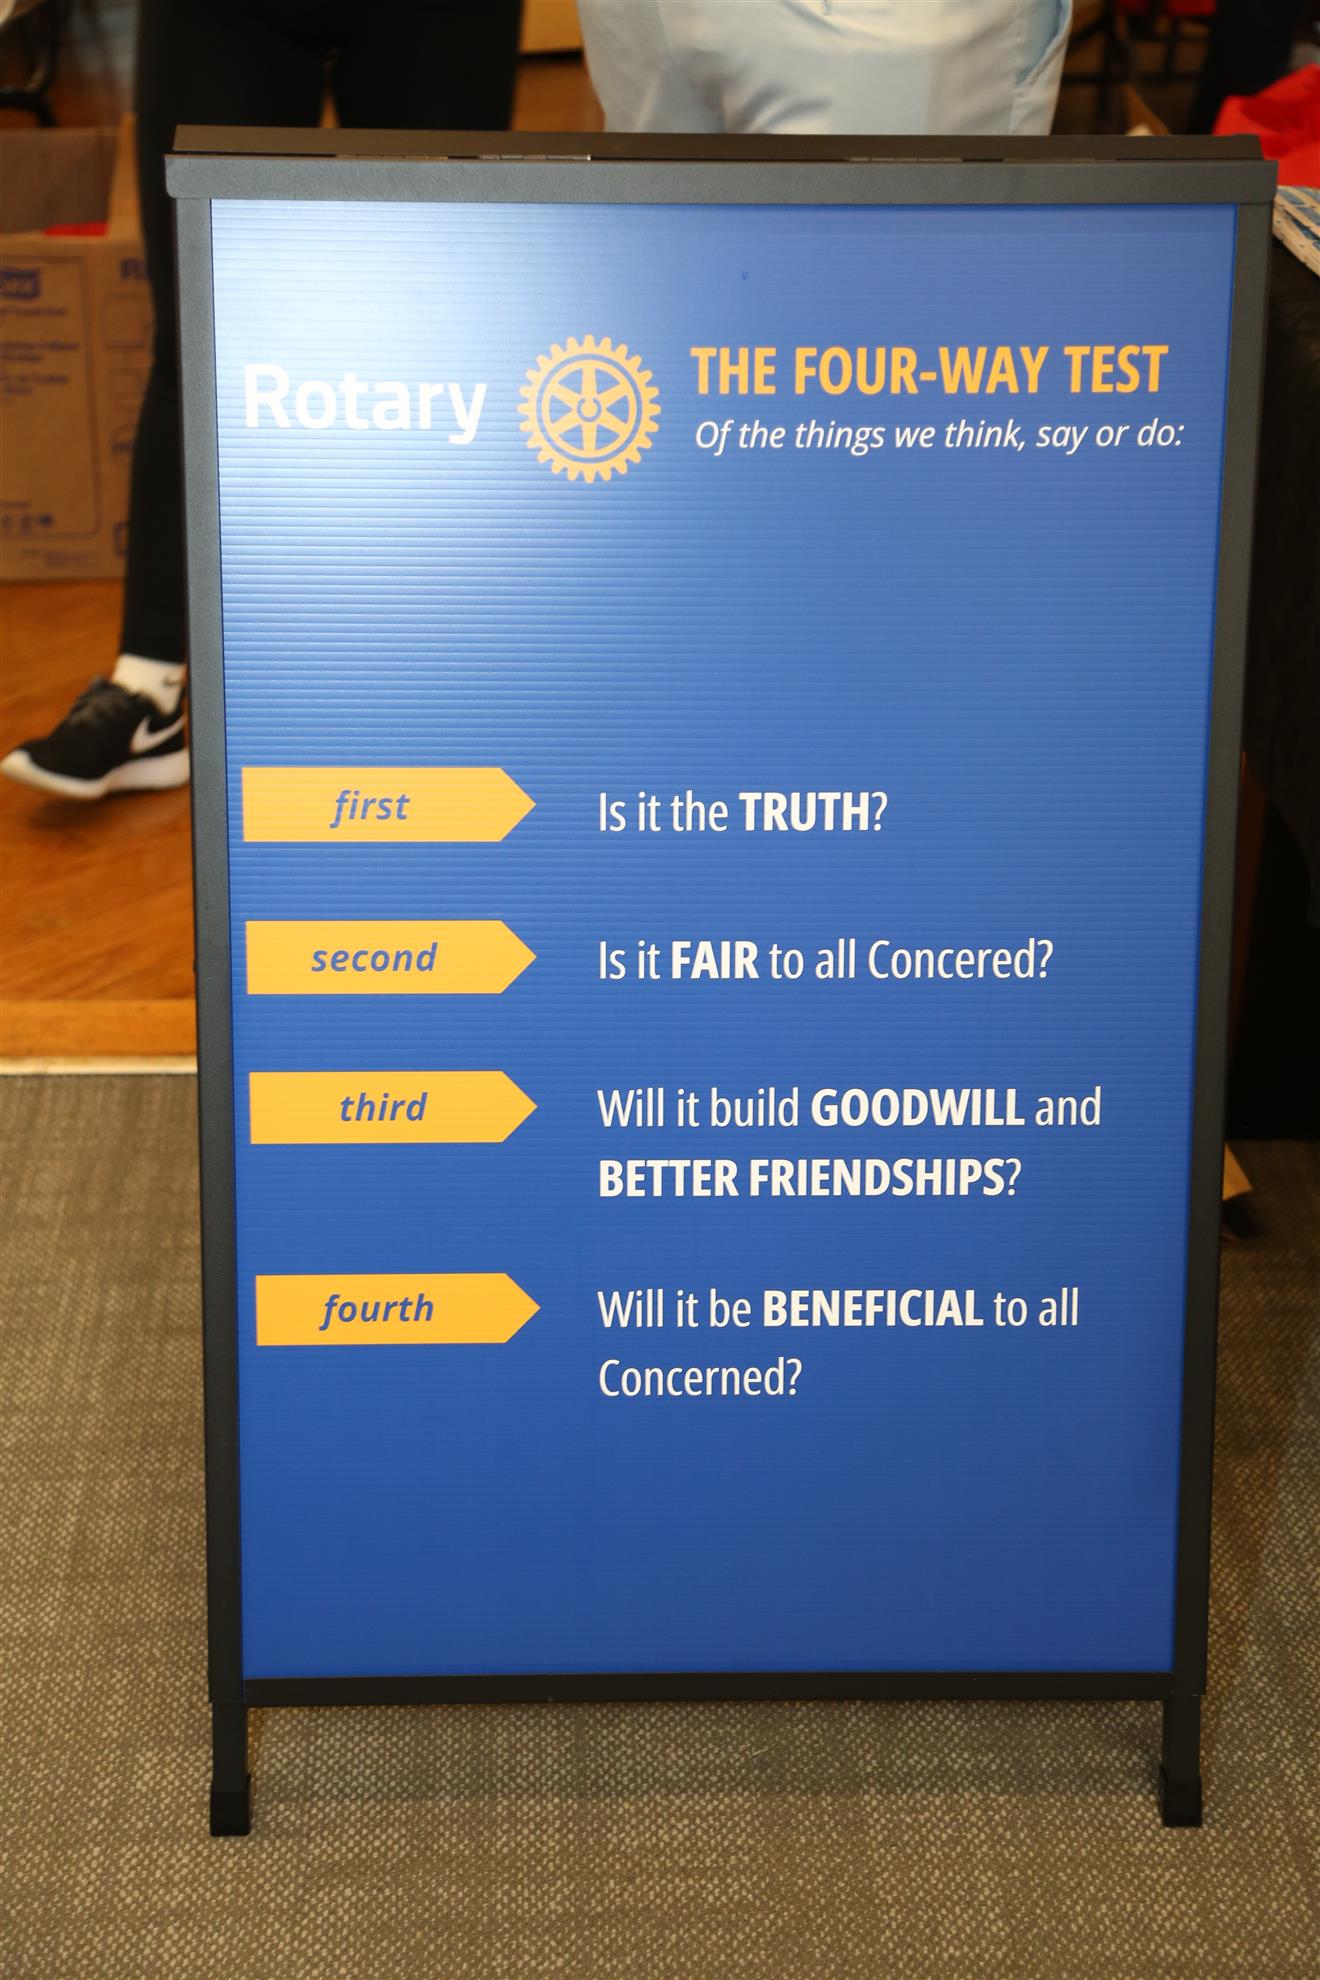 Rotary
THE FOUR-WAY TEST
Of the things we think, say or do:
first
Is it the TRUTH?
second
Is it FAIR to all Concered?
third
Will it build GOODWILL and
BETTER FRIENDSHIPS?
fourth
Will it be BENEFICIAL to all
Concerned?